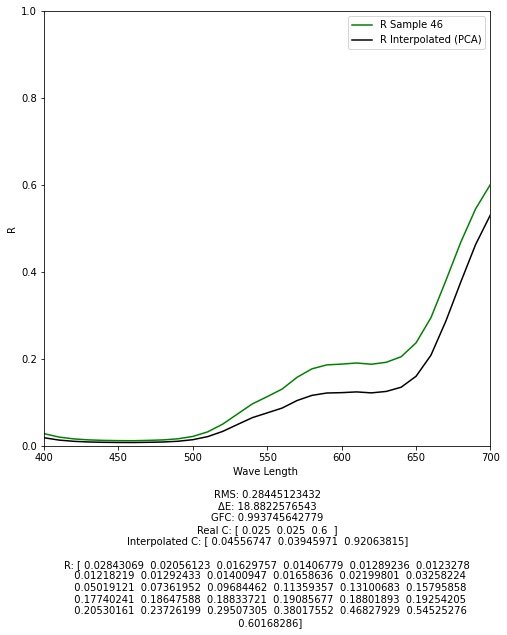 1.0
0.8
0.6
0.4
0.2
0.0
R
R Sample 46
R Interpolated (PCA)
400 450 500 550 600 650 700
Wave Length
RMS: 0.28445123432
ΔE: 18.8822576543
GFC: 0.993745642779
Real C: [ 0.025 0.025 0.6 ]
Interpolated C: [ 0.04556747 0.03945971 0.92063815]
R: [ 0.02843069 0.02056123 0.01629757 0.01406779 0.01289236 0.0123278
0.01218219 0.01292433 0.01400947 0.01658636 0.02199801 0.03258224
0.05019121 0.07361952 0.09684462 0.11359357 0.13100683 0.15795858
0.17740241 0.18647588 0.18833721 0.19085677 0.18801893 0.19254205
0.20530161 0.23726199 0.29507305 0.38017552 0.46827929 0.54525276
0.60168286]